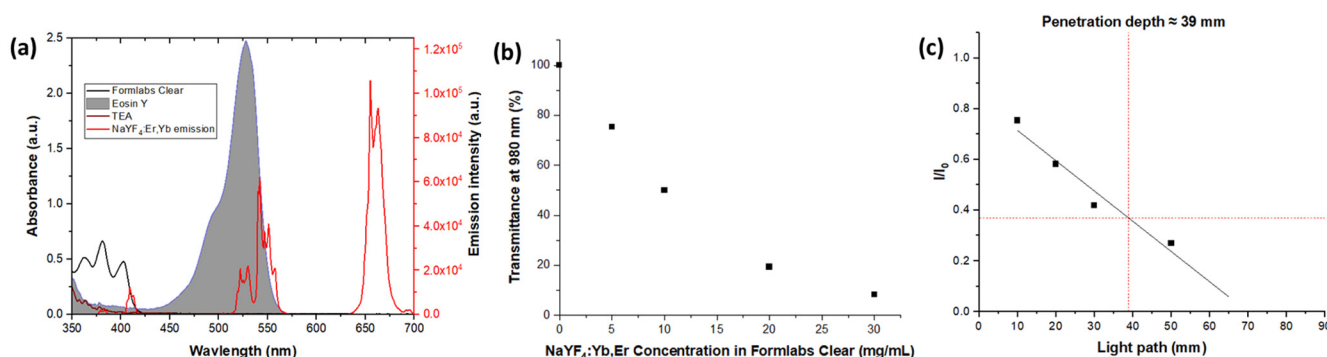 (a)
Absorbance (a.u.)
2.5
2.0
1.5
1.0
0.5
0.0
Formlabs Clear
Eosin Y
TEA
NaYF₄:Er,Yb emission
1.2x10⁵
1.0x10⁵
8.0x10⁴
6.0x10⁴
4.0x10⁴
2.0x10⁴
0.0
Emission intensity (a.u.)
350 400 450 500 550 600 650 700
Wavlength (nm)
(b)
Transmittance at 980 nm (%)
100
80
60
40
20
0
0 5 10 15 20 25 30
NaYF₄:Yb,Er Concentration in Formlabs Clear (mg/mL)
(c)
Penetration depth ≈ 39 mm
I/I₀
1.0
0.8
0.6
0.4
0.2
0.0
0 10 20 30 40 50 60 70 80 90
Light path (mm)